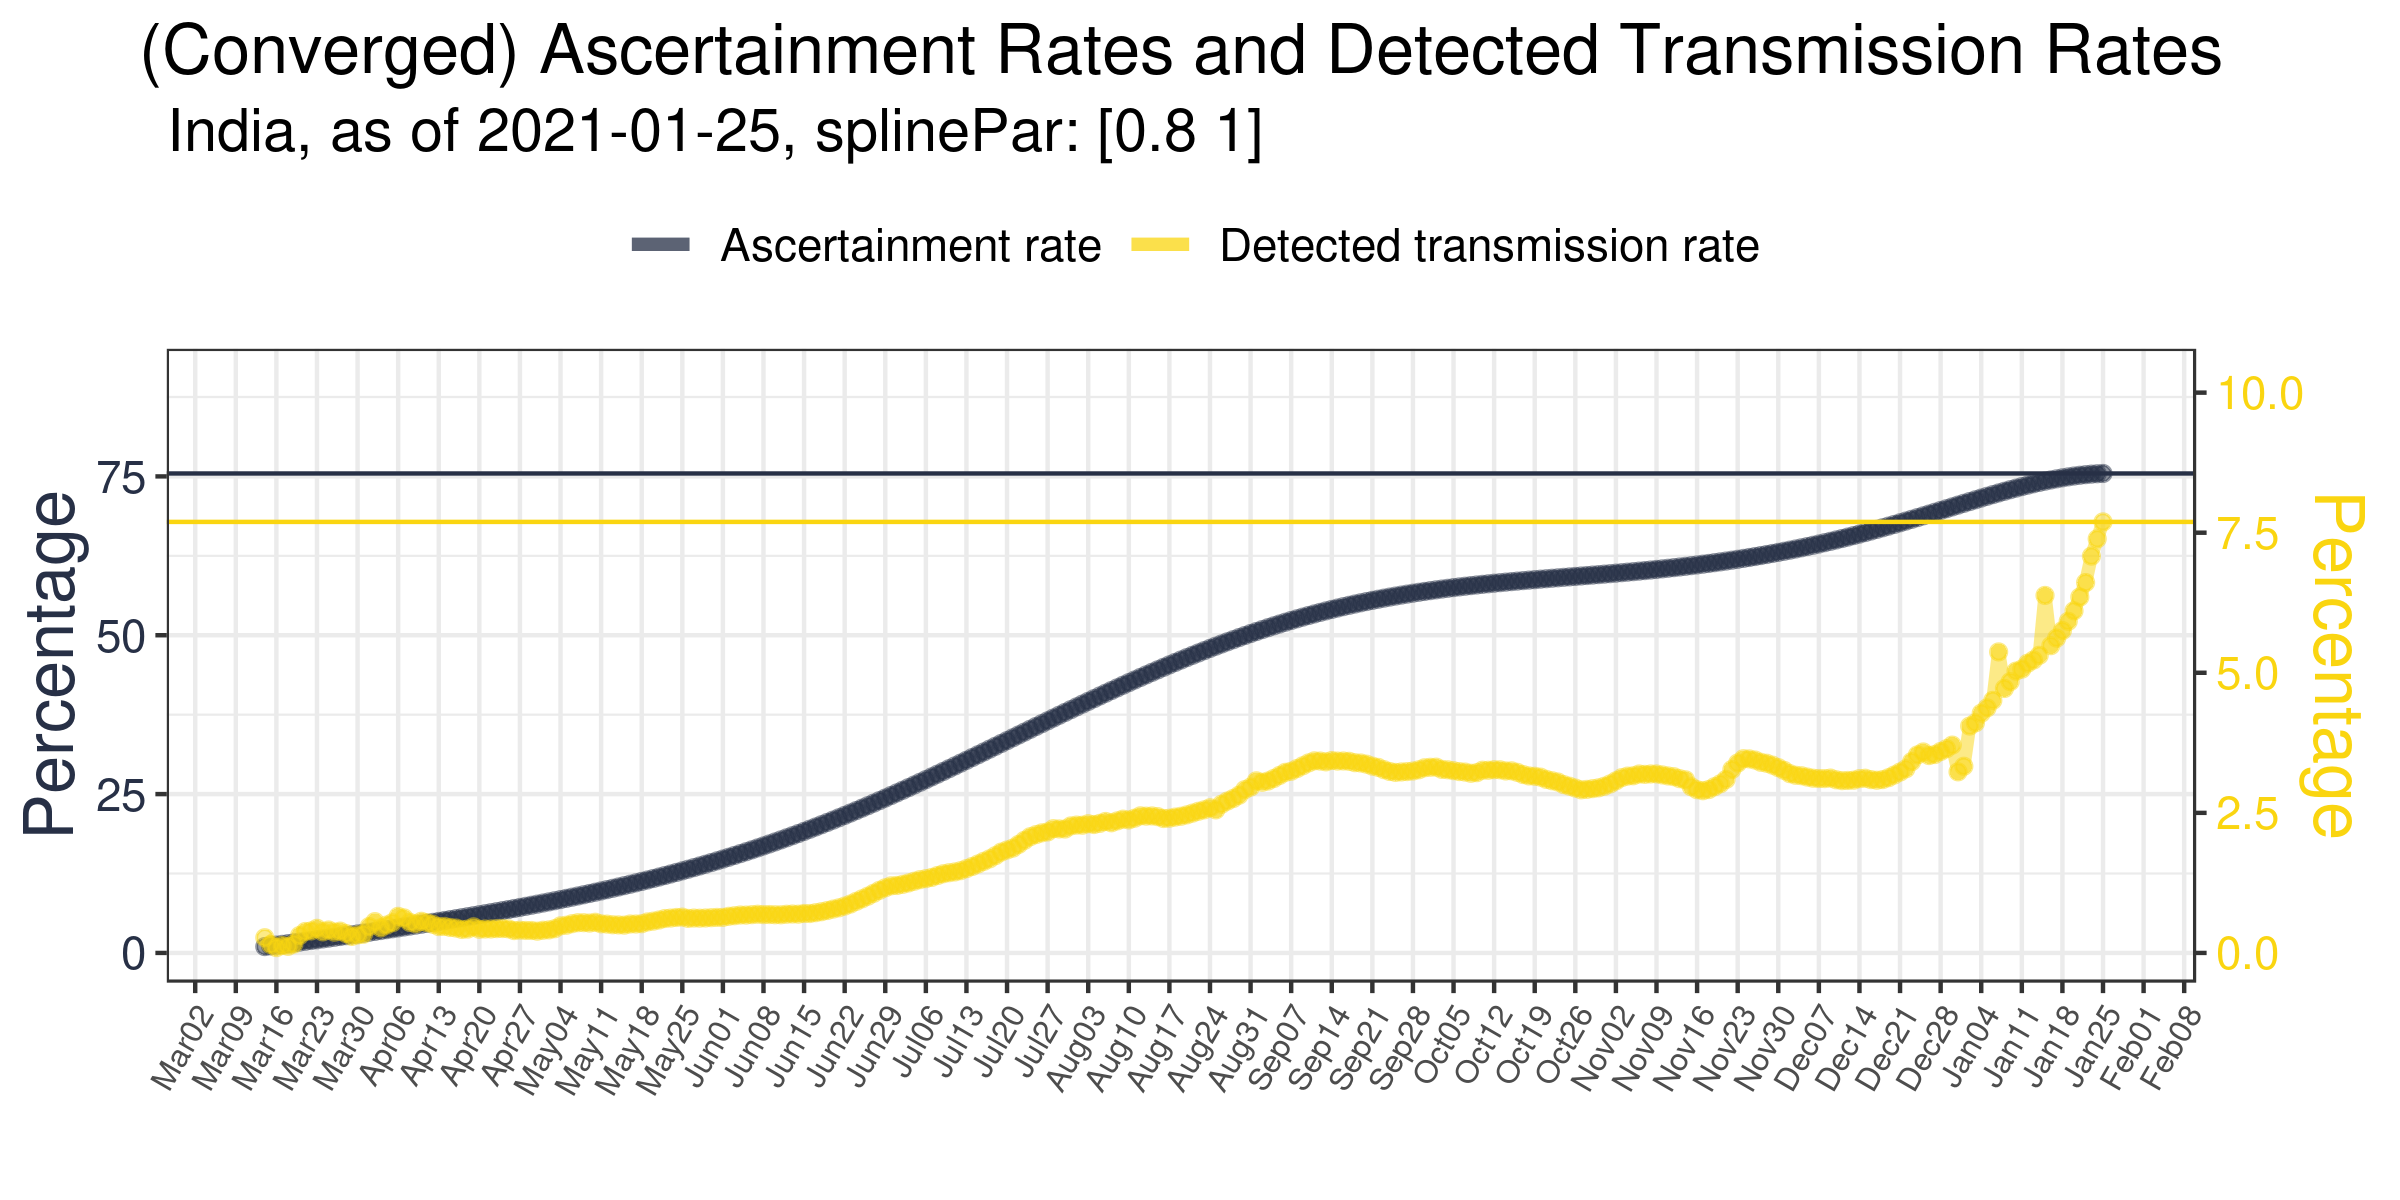 (Converged) Ascertainment Rates and Detected Transmission Rates
India, as of 2021-01-25, splinePar: [0.8 1]
Ascertainment rate
Detected transmission rate
Percentage
75
50
25
0
10.0
7.5
5.0
2.5
0.0
Percentage
Mar02
Mar09
Mar16
Mar23
Mar30
Apr06
Apr13
Apr20
Apr27
May04
May11
May18
May25
Jun01
Jun08
Jun15
Jun22
Jun29
Jul06
Jul13
Jul20
Jul27
Aug03
Aug10
Aug17
Aug24
Aug31
Sep07
Sep14
Sep21
Sep28
Oct05
Oct12
Oct19
Oct26
Nov02
Nov09
Nov16
Nov23
Nov30
Dec07
Dec14
Dec21
Dec28
Jan04
Jan11
Jan18
Jan25
Feb01
Feb08